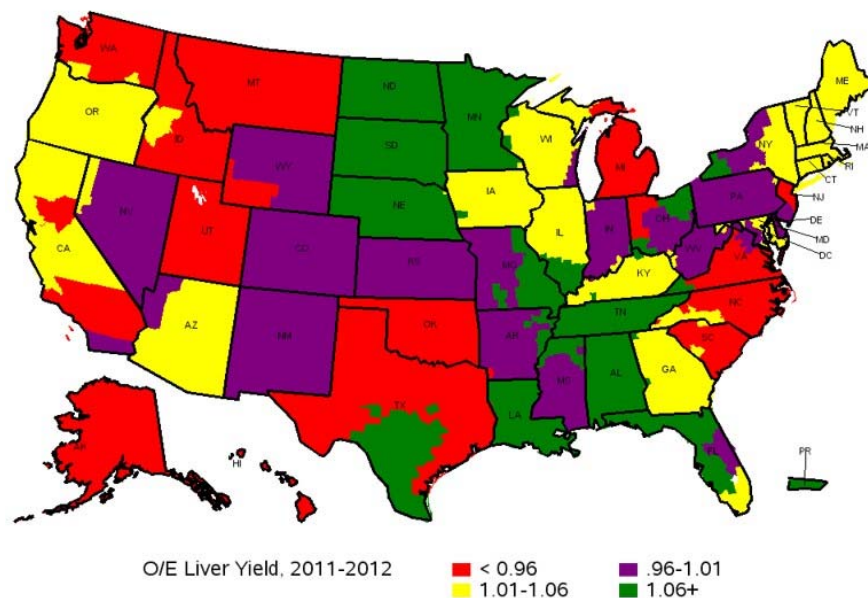 WA
MT
ND
MN
ME
OR
ID
SD
WI
MI
NY
VT
NH
MA
WY
IA
NE
PA
RI
CT
NJ
NV
UT
CO
IL
IN
OH
DE
MD
DC
CA
KS
MO
WV
VA
KY
AZ
NM
OK
AR
TN
NC
SC
TX
LA
MS
AL
GA
FL
AK
HI
PR
O/E Liver Yield, 2011-2012
< 0.96
.96-1.01
1.01-1.06
1.06+